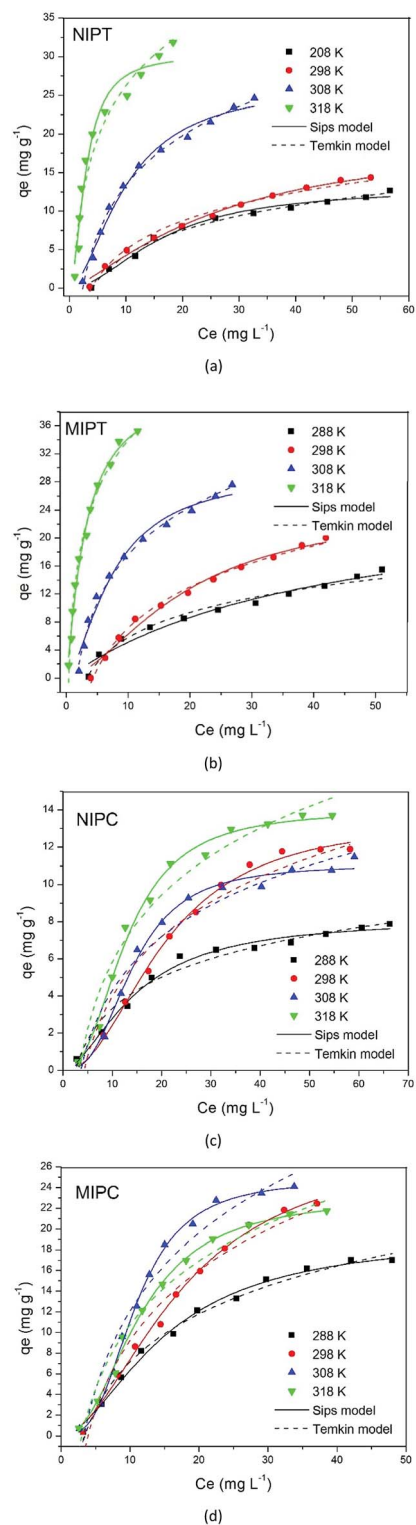 NIPT
208 K
298 K
308 K
318 K
Sips model
Temkin model
35
30
25
20
15
10
5
0
qe (mg g⁻¹)
0 10 20 30 40 50 60
Ce (mg L⁻¹)
(a)
MIPT
288 K
298 K
308 K
318 K
Sips model
Temkin model
36
32
28
24
20
16
12
8
4
0
qe (mg g⁻¹)
0 10 20 30 40 50
Ce (mg L⁻¹)
(b)
NIPC
288 K
298 K
308 K
318 K
Sips model
Temkin model
14
12
10
8
6
4
2
0
qe (mg g⁻¹)
0 10 20 30 40 50 60 70
Ce (mg L⁻¹)
(c)
MIPC
288 K
298 K
308 K
318 K
Sips model
Temkin model
26
24
22
20
18
16
14
12
10
8
6
4
2
0
qe (mg g⁻¹)
0 10 20 30 40 50
Ce (mg L⁻¹)
(d)